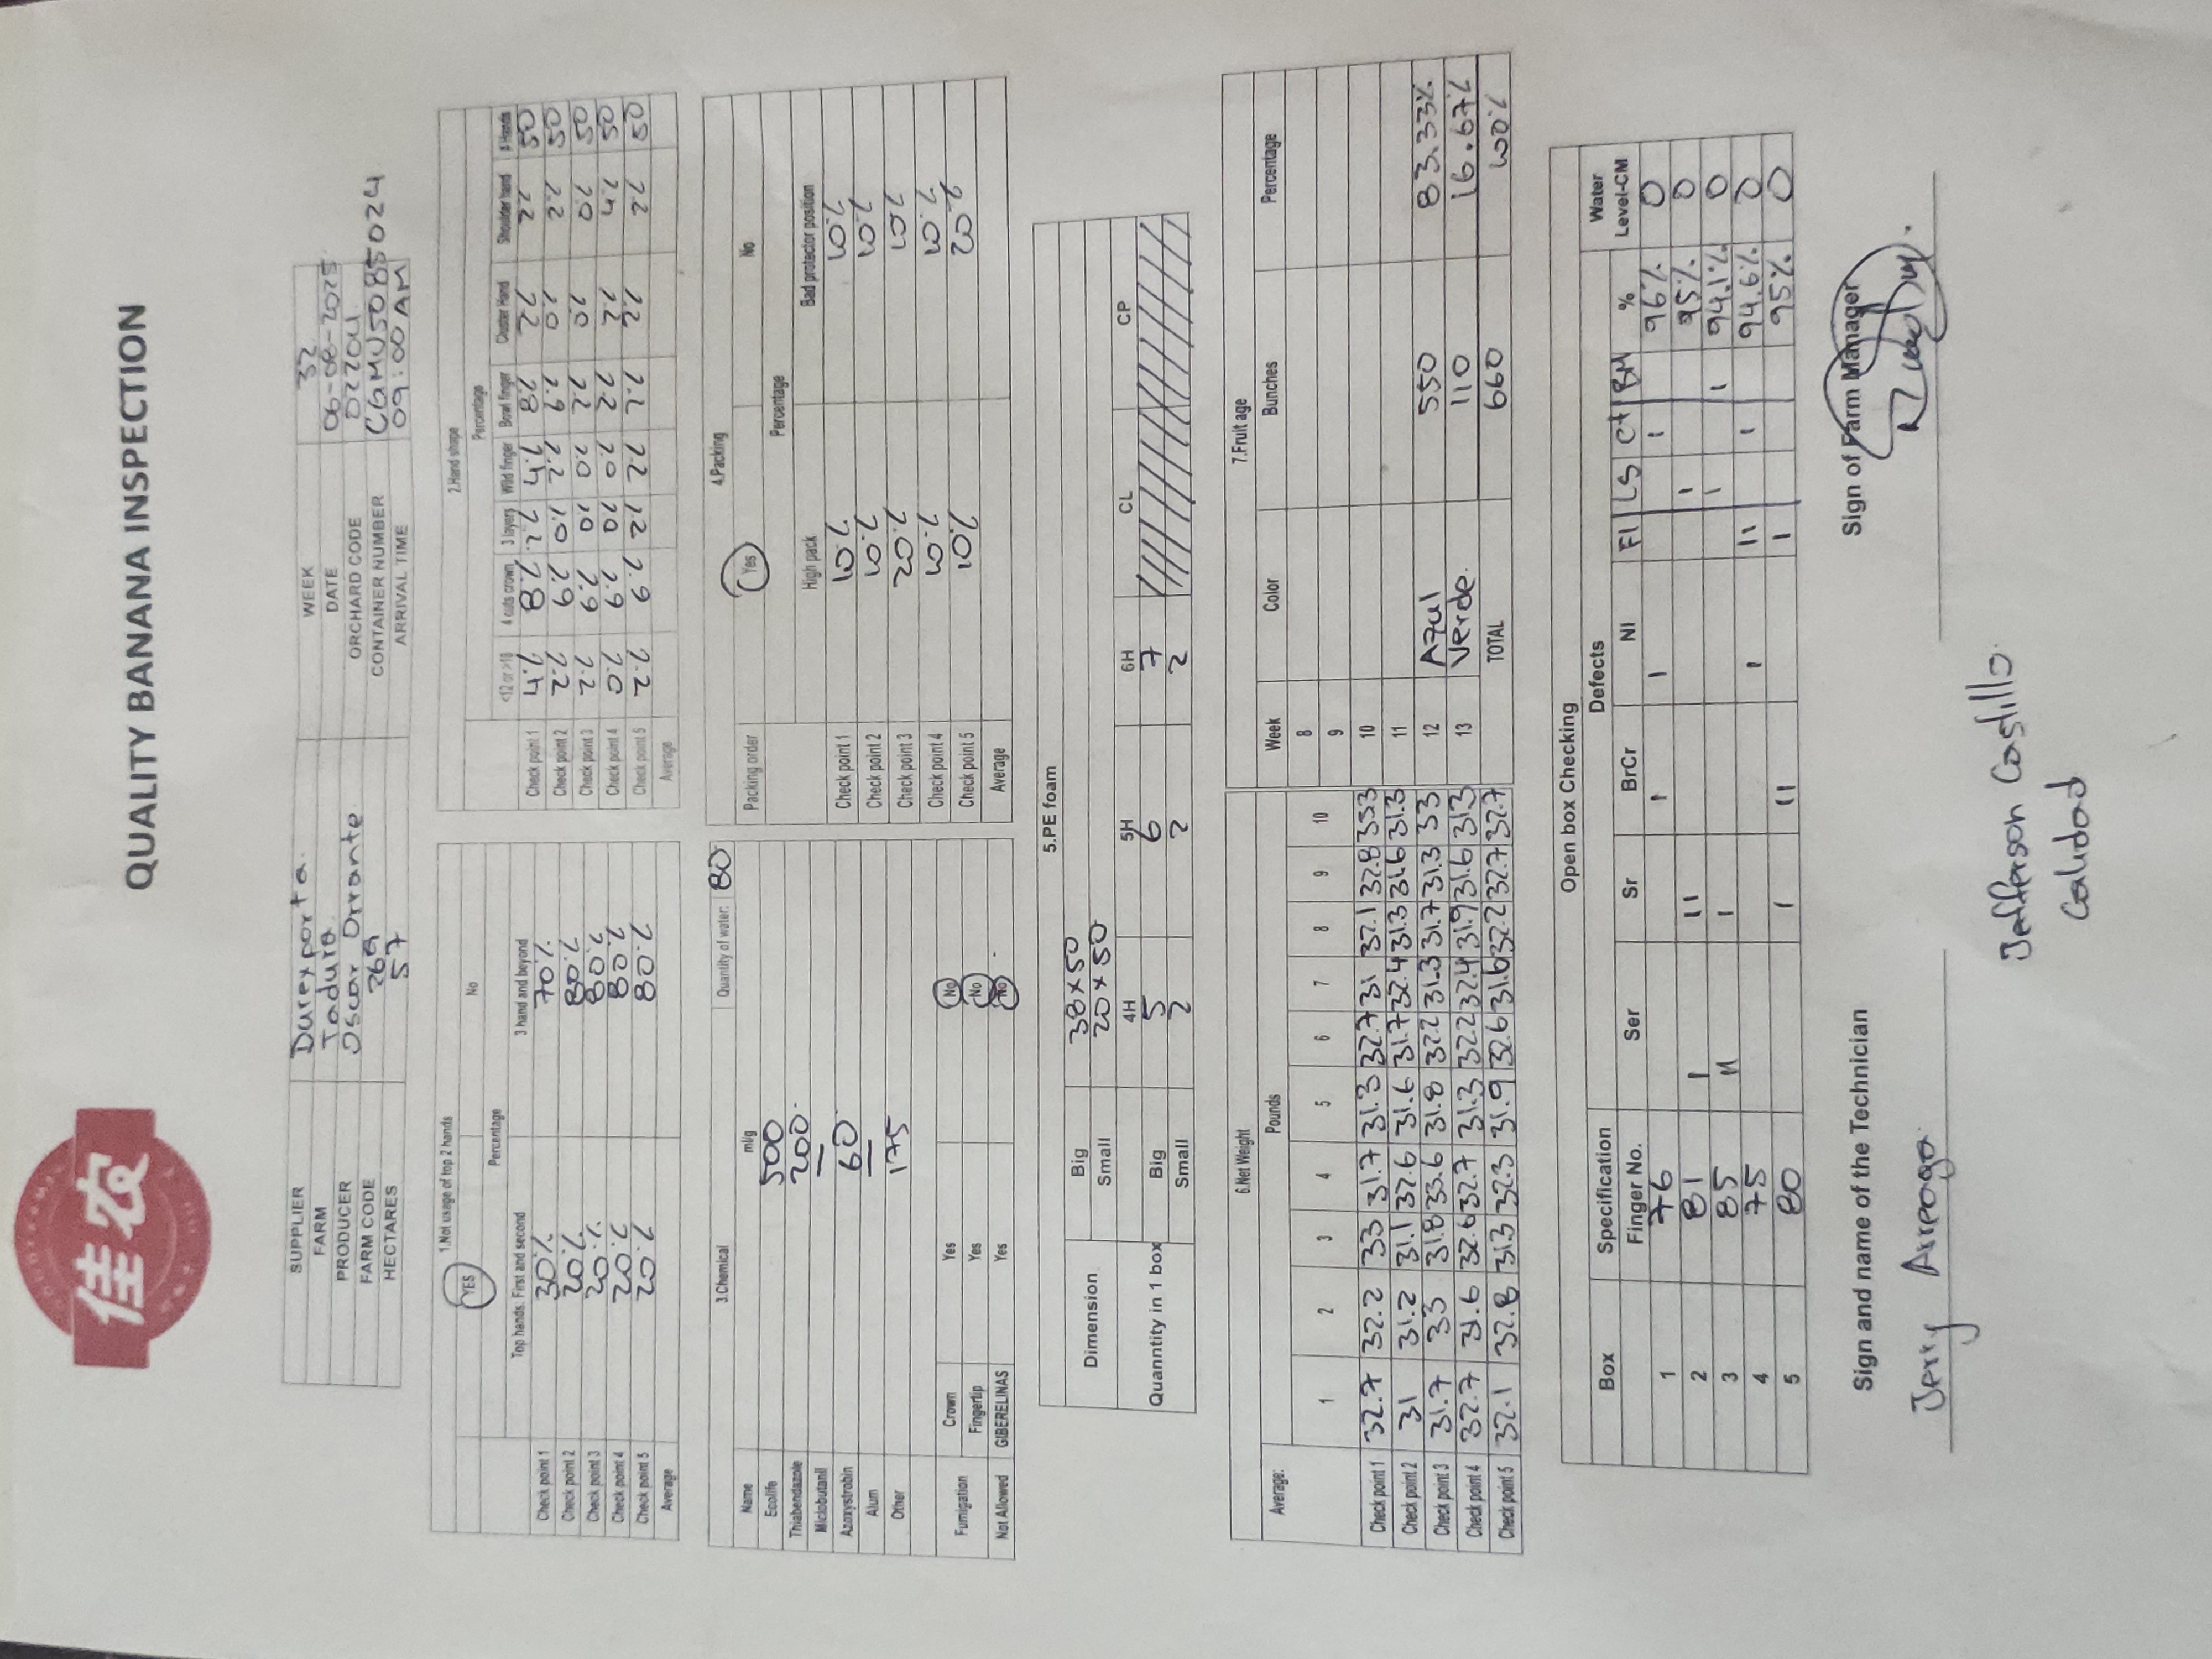 佳农
QUALITY BANANA INSPECTION
SUPPLIER Durexporta. WEEK 32
FARM Jadura DATE 06-08-2025
PRODUCER Oscar Orrante. ORCHARD CODE
FARM CODE 269 CONTAINER NUMBER CGMU5085024
HECTARES 57 ARRIVAL TIME 09:00 AM
1.Not usage of top 2 hands
YES No
Percentage
Top hands: First and second 3 hand and beyond
Check point 1 30% 70%
Check point 2 20% 80%
Check point 3 20% 80%
Check point 4 20% 80%
Check point 5 20% 80%
Average
2.Hand shape
Percentage
<12 or >18 4 cuts crown 3 layers Wild finger Bowl finger Cluster Hand Shoulder hand # Hands
Check point 1 4% 8% 2% 4% 8% 2% 2% 50
Check point 2 2% 6% 0% 2% 6% 0% 2% 50
Check point 3 2% 6% 0% 0% 2% 0% 0% 50
Check point 4 0% 6% 0% 0% 2% 2% 4% 50
Check point 5 2% 6% 2% 2% 2% 2% 2% 50
Average
3.Chemical Quantity of water: 80
Name ml/g
Ecolife 500
Thiabendazole 200
Miclobutanil —
Azoxystrobin 60
Alum —
Other 175
Fumigation Crown Yes No
Fingertip Yes No
Not Allowed GIBERELINAS Yes No
4.Packing
Packing order Yes No
Percentage
High pack Bad protector position
Check point 1 10% 10%
Check point 2 10% 10%
Check point 3 20% 10%
Check point 4 10% 10%
Check point 5 10% 20%
Average
5.PE foam
Dimension Big 38x50
Small 20x50
4H 5H 6H CL CP
Quanntity in 1 box Big 5 6 7
Small 2 2 2
6.Net Weight
Average: Pounds
1 2 3 4 5 6 7 8 9 10
Check point 1 32.7 32.2 33 31.7 31.3 32.7 31 32.1 32.8 33.3
Check point 2 31 31.2 31.1 32.6 31.6 31.7 32.4 31.3 31.6 31.3
Check point 3 31.7 33 31.8 33.6 31.8 32.2 31.3 31.7 31.3 33
Check point 4 32.7 31.6 32.6 32.7 31.3 32.2 32.4 31.9 31.6 31.3
Check point 5 32.1 32.8 31.3 32.3 31.9 32.6 31.6 32.2 32.7 32.7
7.Fruit age
Week Color Bunches Percentage
8
9
10
11
12 Azul 550 83.33%
13 Verde. 110 16.67%
TOTAL 660 100%
Open box Checking
Box Specification Defects Water
Finger No. Ser Sr BrCr NI FI LS Ct BM % Level-CM
1 76 I I I 96% 0
2 81 I II I 95% 0
3 85 II I I I 94.1% 0
4 75 I II I 94.6% 0
5 80 I II I 95% 0
Sign and name of the Technician Sign of Farm Manager
Jerry Arreaga
Jefferson Castillo
Calidad